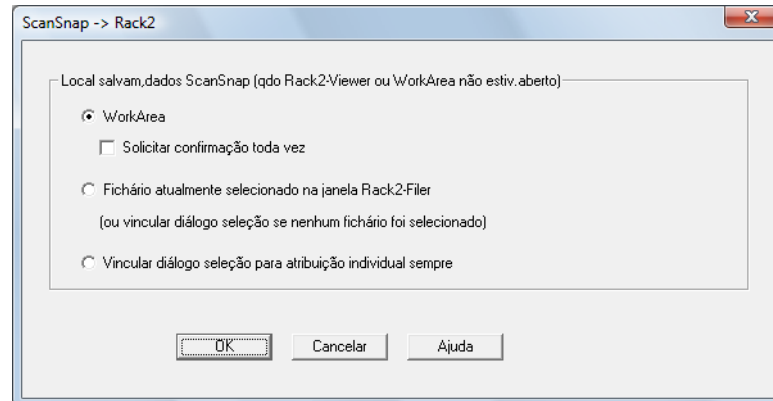 ScanSnap -> Rack2
Local salvam,dados ScanSnap (qdo Rack2-Viewer ou WorkArea não estiv.aberto)
WorkArea
Solicitar confirmação toda vez
Fichário atualmente selecionado na janela Rack2-Filer
(ou vincular diálogo seleção se nenhum fichário foi selecionado)
Vincular diálogo seleção para atribuição individual sempre
OK Cancelar Ajuda